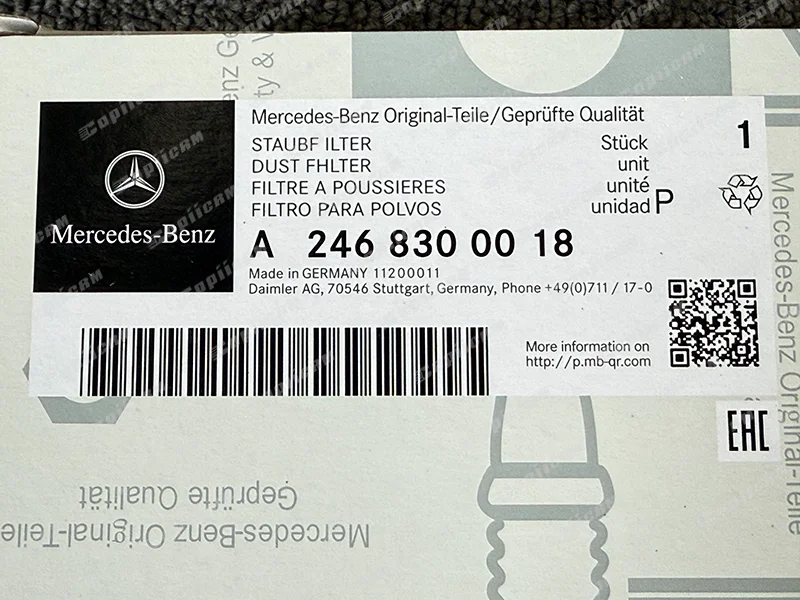 Mercedes-Benz Original-Teile/Geprüfte Qualität
STAUBF ILTER
DUST FHLTER
FILTRE A POUSSIERES
FILTRO PARA POLVOS
Stück
unit
unité
unidad P
1
Mercedes-Benz
A 246 830 00 18
Made in GERMANY 11200011
Daimler AG, 70546 Stuttgart, Germany, Phone +49(0)711 / 17-0
More information on
http://p.mb-qr.com
EAC
Mercedes-Benz Original-Teile
Geprüfte Qualität
Mercedes-Benz Original-Teile
Copiicam